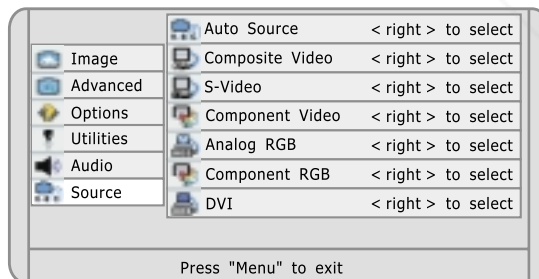 Image
Advanced
Options
Utilities
Audio
Source
Auto Source < right > to select
Composite Video < right > to select
S-Video < right > to select
Component Video < right > to select
Analog RGB < right > to select
Component RGB < right > to select
DVI < right > to select
Press "Menu" to exit